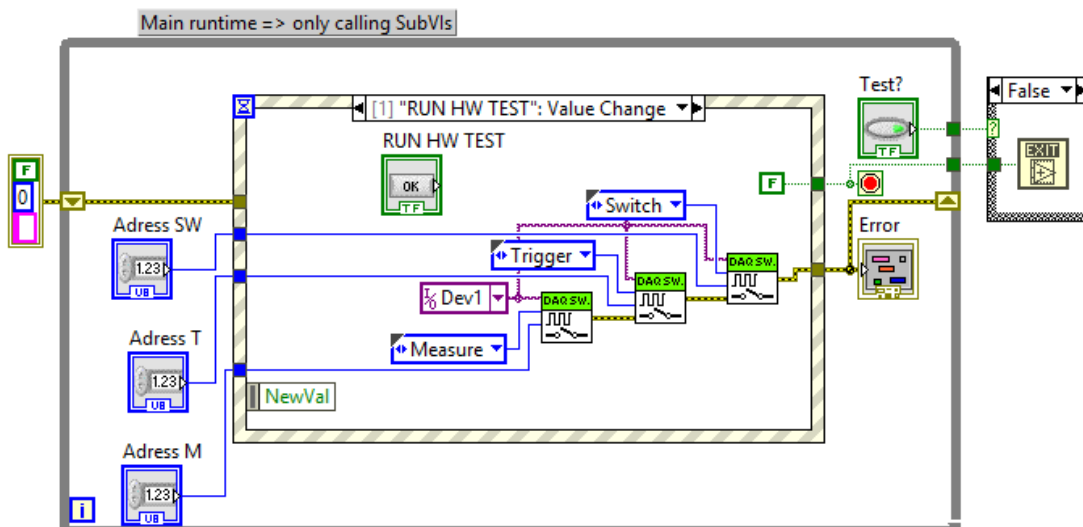 Main runtime => only calling SubVIs
[1] "RUN HW TEST": Value Change
Test?
TF
False
?
EXIT
RUN HW TEST
OK
TF
F
0
F
Switch
Adress SW
1.23
U8
Trigger
DAQ SW.
Error
Dev1
DAQ SW.
DAQ SW.
Adress T
1.23
U8
Measure
NewVal
Adress M
1.23
U8
i